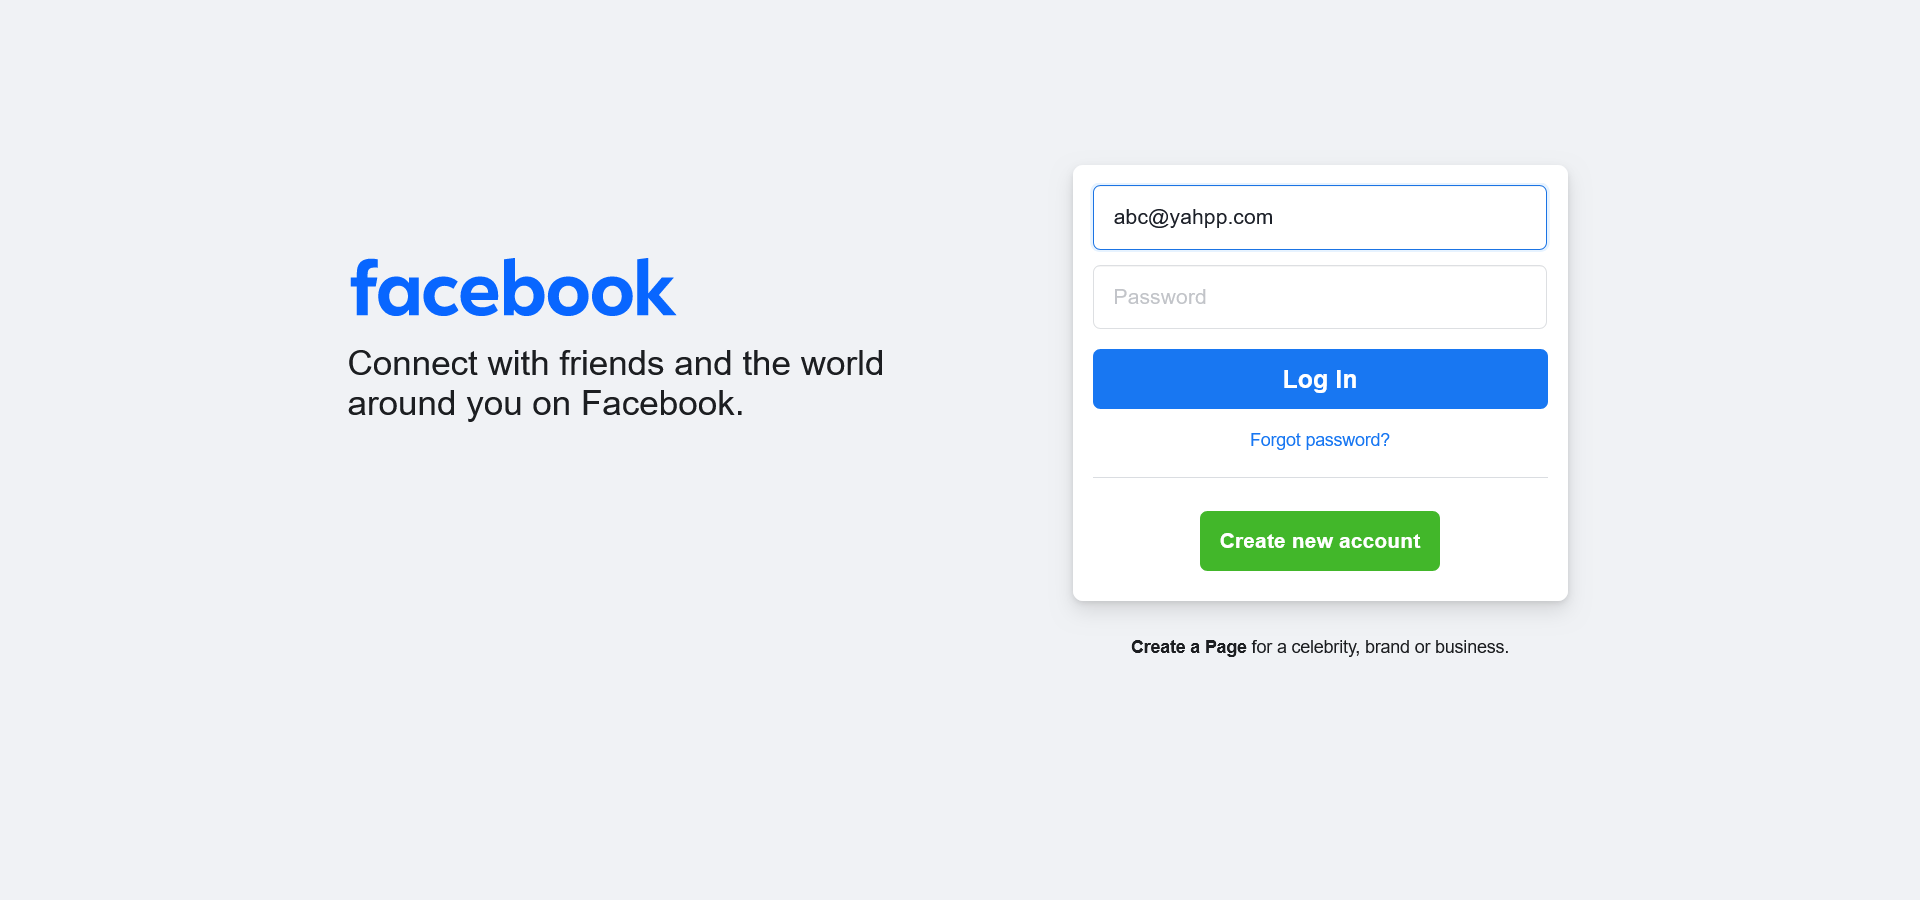 facebook
Connect with friends and the world
around you on Facebook.
abc@yahpp.com
Password
Log In
Forgot password?
Create new account
Create a Page for a celebrity, brand or business.